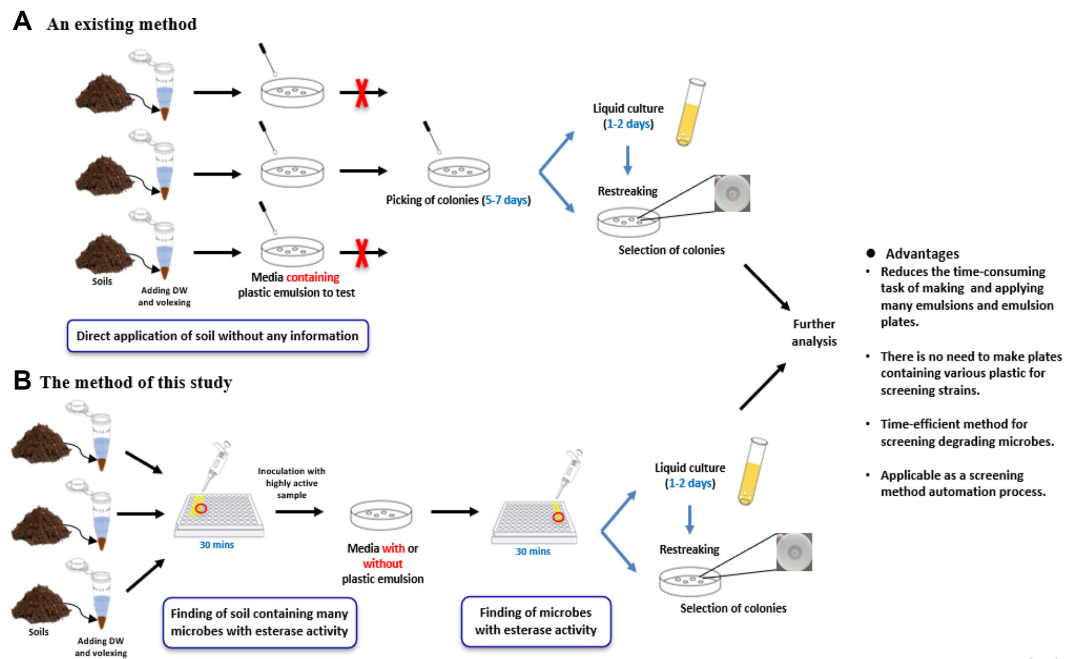 A An existing method
Soils
Adding DW
and volexing
Media containing
plastic emulsion to test
Picking of colonies (5-7 days)
Liquid culture
(1-2 days)
Restreaking
Selection of colonies
Direct application of soil without any information
Further
analysis
● Advantages
• Reduces the time-consuming
task of making and applying
many emulsions and emulsion
plates.
• There is no need to make plates
containing various plastic for
screening strains.
• Time-efficient method for
screening degrading microbes.
• Applicable as a screening
method automation process.
B The method of this study
Soils
Adding DW
and volexing
30 mins
Inoculation with
highly active
sample
Media with or
without
plastic emulsion
30 mins
Liquid culture
(1-2 days)
Restreaking
Selection of colonies
Finding of soil containing many
microbes with esterase activity
Finding of microbes
with esterase activity